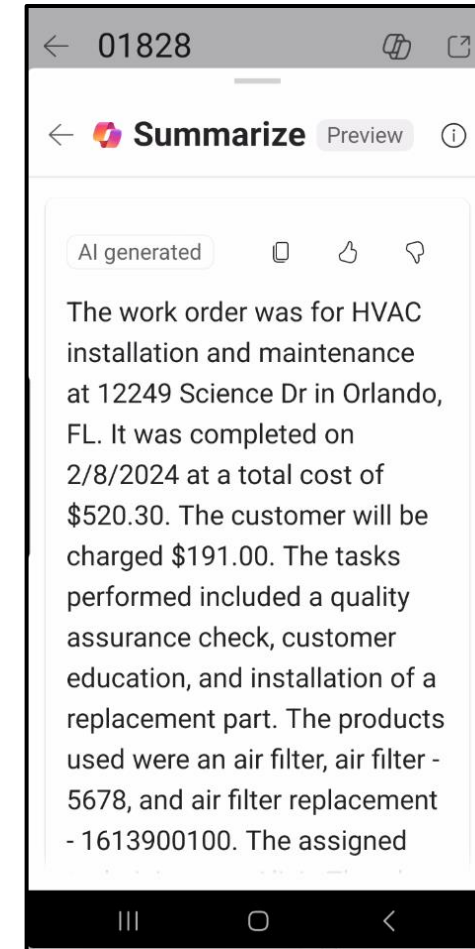 01828
Summarize Preview
AI generated
The work order was for HVAC
installation and maintenance
at 12249 Science Dr in Orlando,
FL. It was completed on
2/8/2024 at a total cost of
$520.30. The customer will be
charged $191.00. The tasks
performed included a quality
assurance check, customer
education, and installation of a
replacement part. The products
used were an air filter, air filter -
5678, and air filter replacement
- 1613900100. The assigned